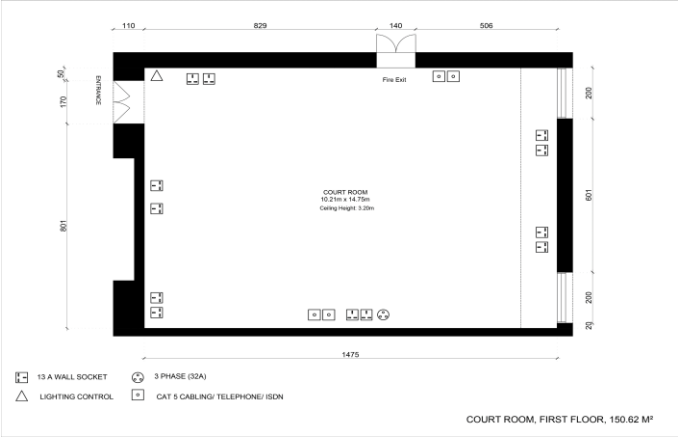 110 829 140 506
50
ENTRANCE
170
801
Fire Exit
200
601
200
20
COURT ROOM
10.21m x 14.75m
Ceiling Height: 3.20m
1475
13 A WALL SOCKET 3 PHASE (32A)
LIGHTING CONTROL CAT 5 CABLING/ TELEPHONE/ ISDN
COURT ROOM, FIRST FLOOR, 150.62 M²